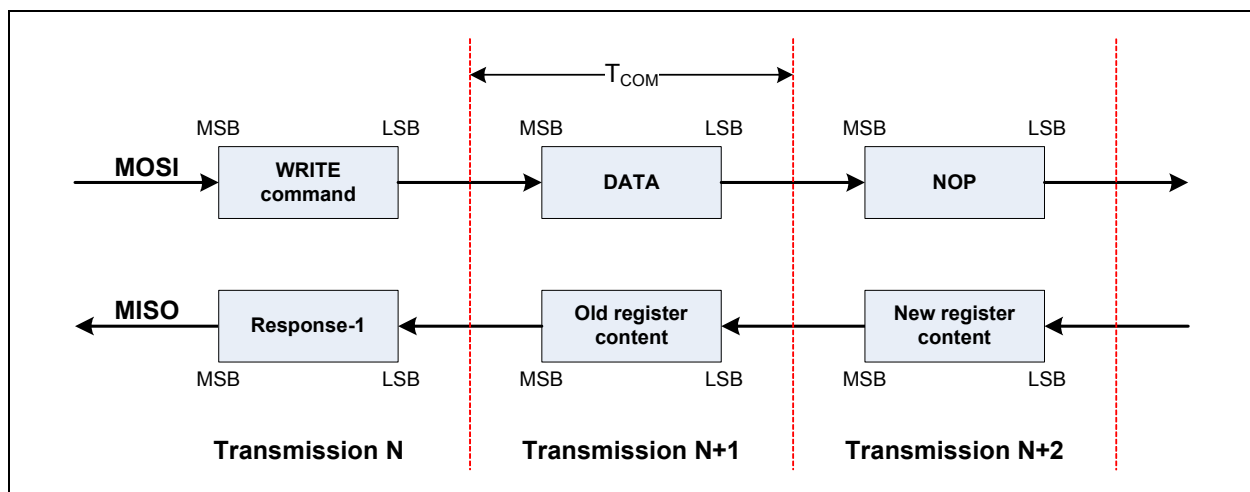 T_COM
MSB LSB MSB LSB MSB LSB
MOSI
WRITE
command
DATA
NOP
MISO
Response-1
Old register
content
New register
content
MSB LSB MSB LSB MSB LSB
Transmission N Transmission N+1 Transmission N+2